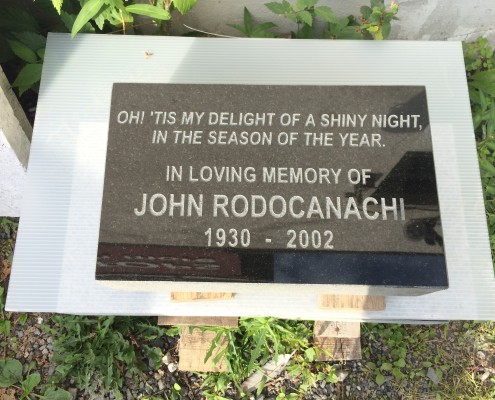 OH! 'TIS MY DELIGHT OF A SHINY NIGHT,
IN THE SEASON OF THE YEAR.
IN LOVING MEMORY OF
JOHN RODOCANACHI
1930 - 2002